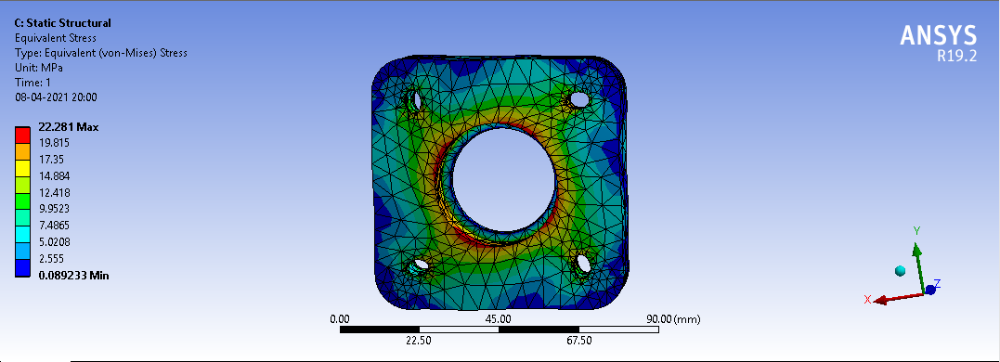 C: Static Structural
Equivalent Stress
Type: Equivalent (von-Mises) Stress
Unit: MPa
Time: 1
08-04-2021 20:00
ANSYS
R19.2
22.281 Max
19.815
17.35
14.884
12.418
9.9523
7.4865
5.0208
2.555
0.089233 Min
Y
X
Z
0.00 45.00 90.00 (mm)
22.50 67.50